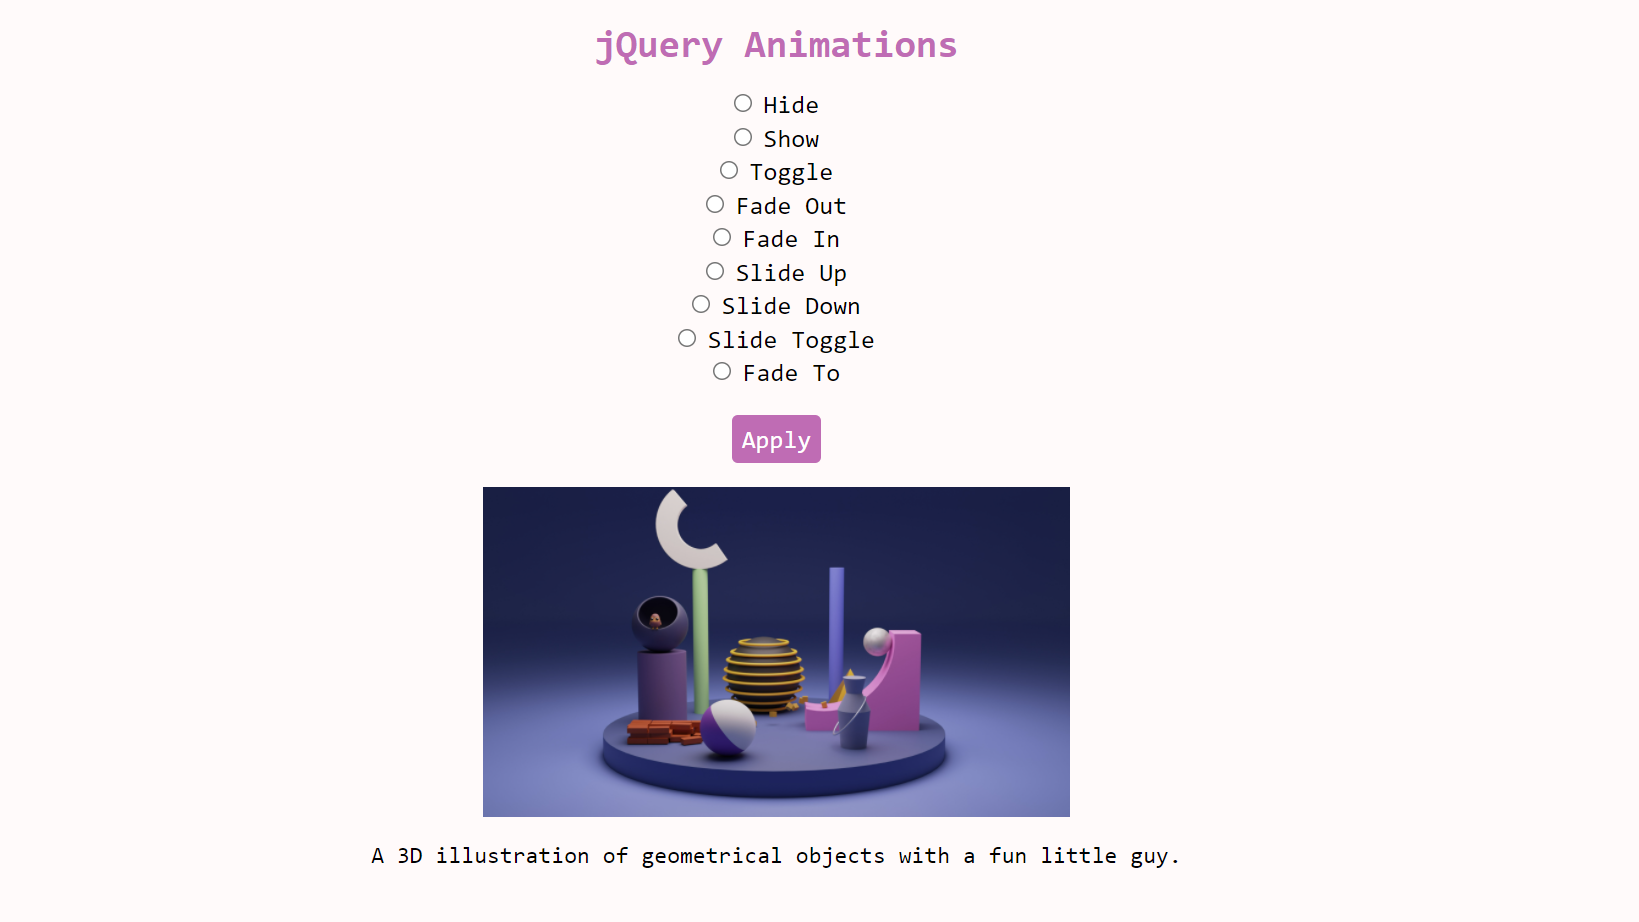 jQuery Animations
Hide
Show
Toggle
Fade Out
Fade In
Slide Up
Slide Down
Slide Toggle
Fade To
Apply
A 3D illustration of geometrical objects with a fun little guy.